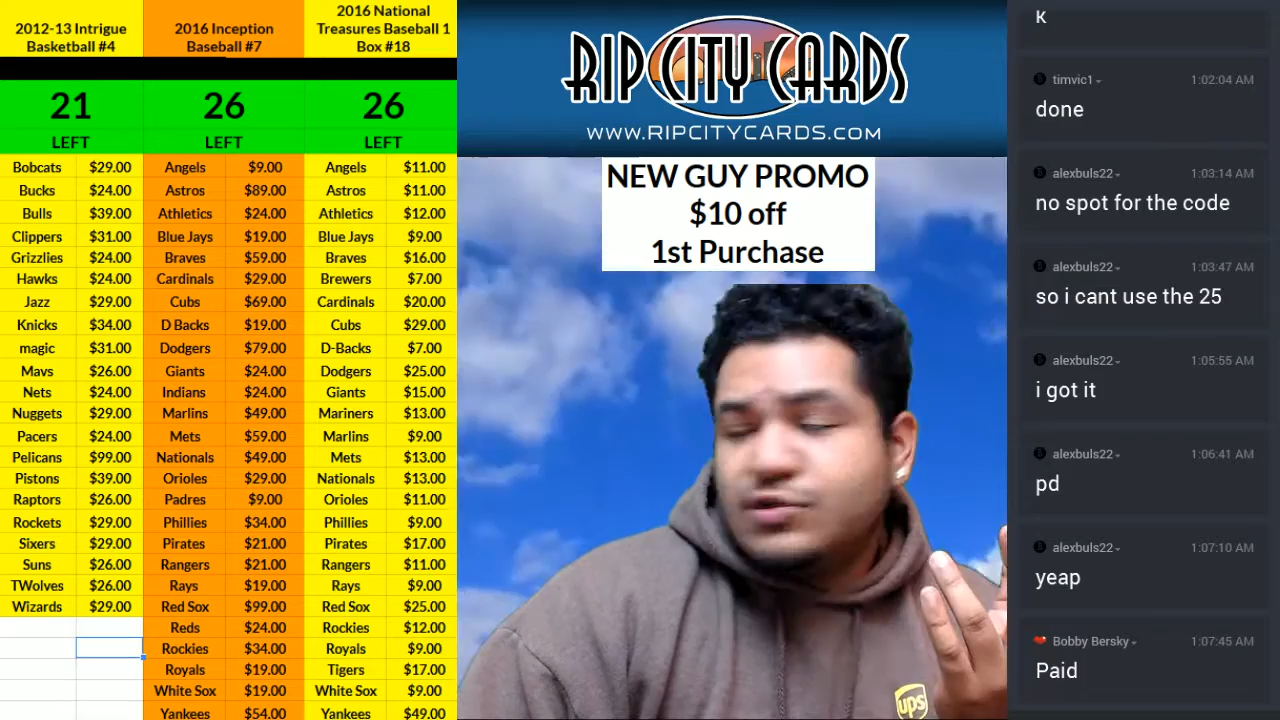 2012-13 Intrigue
Basketball #4
21
LEFT
Bobcats $29.00
Bucks $24.00
Bulls $39.00
Clippers $31.00
Grizzlies $24.00
Hawks $24.00
Jazz $29.00
Knicks $34.00
magic $31.00
Mavs $26.00
Nets $24.00
Nuggets $29.00
Pacers $24.00
Pelicans $99.00
Pistons $39.00
Raptors $26.00
Rockets $29.00
Sixers $29.00
Suns $26.00
TWolves $26.00
Wizards $29.00
2016 Inception
Baseball #7
26
LEFT
Angels $9.00
Astros $89.00
Athletics $24.00
Blue Jays $19.00
Braves $59.00
Cardinals $29.00
Cubs $69.00
D Backs $19.00
Dodgers $79.00
Giants $24.00
Indians $24.00
Marlins $49.00
Mets $59.00
Nationals $49.00
Orioles $29.00
Padres $9.00
Phillies $34.00
Pirates $21.00
Rangers $21.00
Rays $19.00
Red Sox $99.00
Reds $24.00
Rockies $34.00
Royals $19.00
White Sox $19.00
Yankees $54.00
2016 National
Treasures Baseball 1
Box #18
26
LEFT
Angels $11.00
Astros $11.00
Athletics $12.00
Blue Jays $9.00
Braves $16.00
Brewers $7.00
Cardinals $20.00
Cubs $29.00
D-Backs $7.00
Dodgers $25.00
Giants $15.00
Mariners $13.00
Marlins $9.00
Mets $13.00
Nationals $13.00
Orioles $11.00
Phillies $9.00
Pirates $17.00
Rangers $11.00
Rays $9.00
Red Sox $25.00
Rockies $12.00
Royals $9.00
Tigers $17.00
White Sox $9.00
Yankees $49.00
RIP CITY CARDS
WWW.RIPCITYCARDS.COM
NEW GUY PROMO
$10 off
1st Purchase
ups
K
timvic1 1:02:04 AM
done
alexbuls22 1:03:14 AM
no spot for the code
alexbuls22 1:03:47 AM
so i cant use the 25
alexbuls22 1:05:55 AM
i got it
alexbuls22 1:06:41 AM
pd
alexbuls22 1:07:10 AM
yeap
Bobby Bersky 1:07:45 AM
Paid